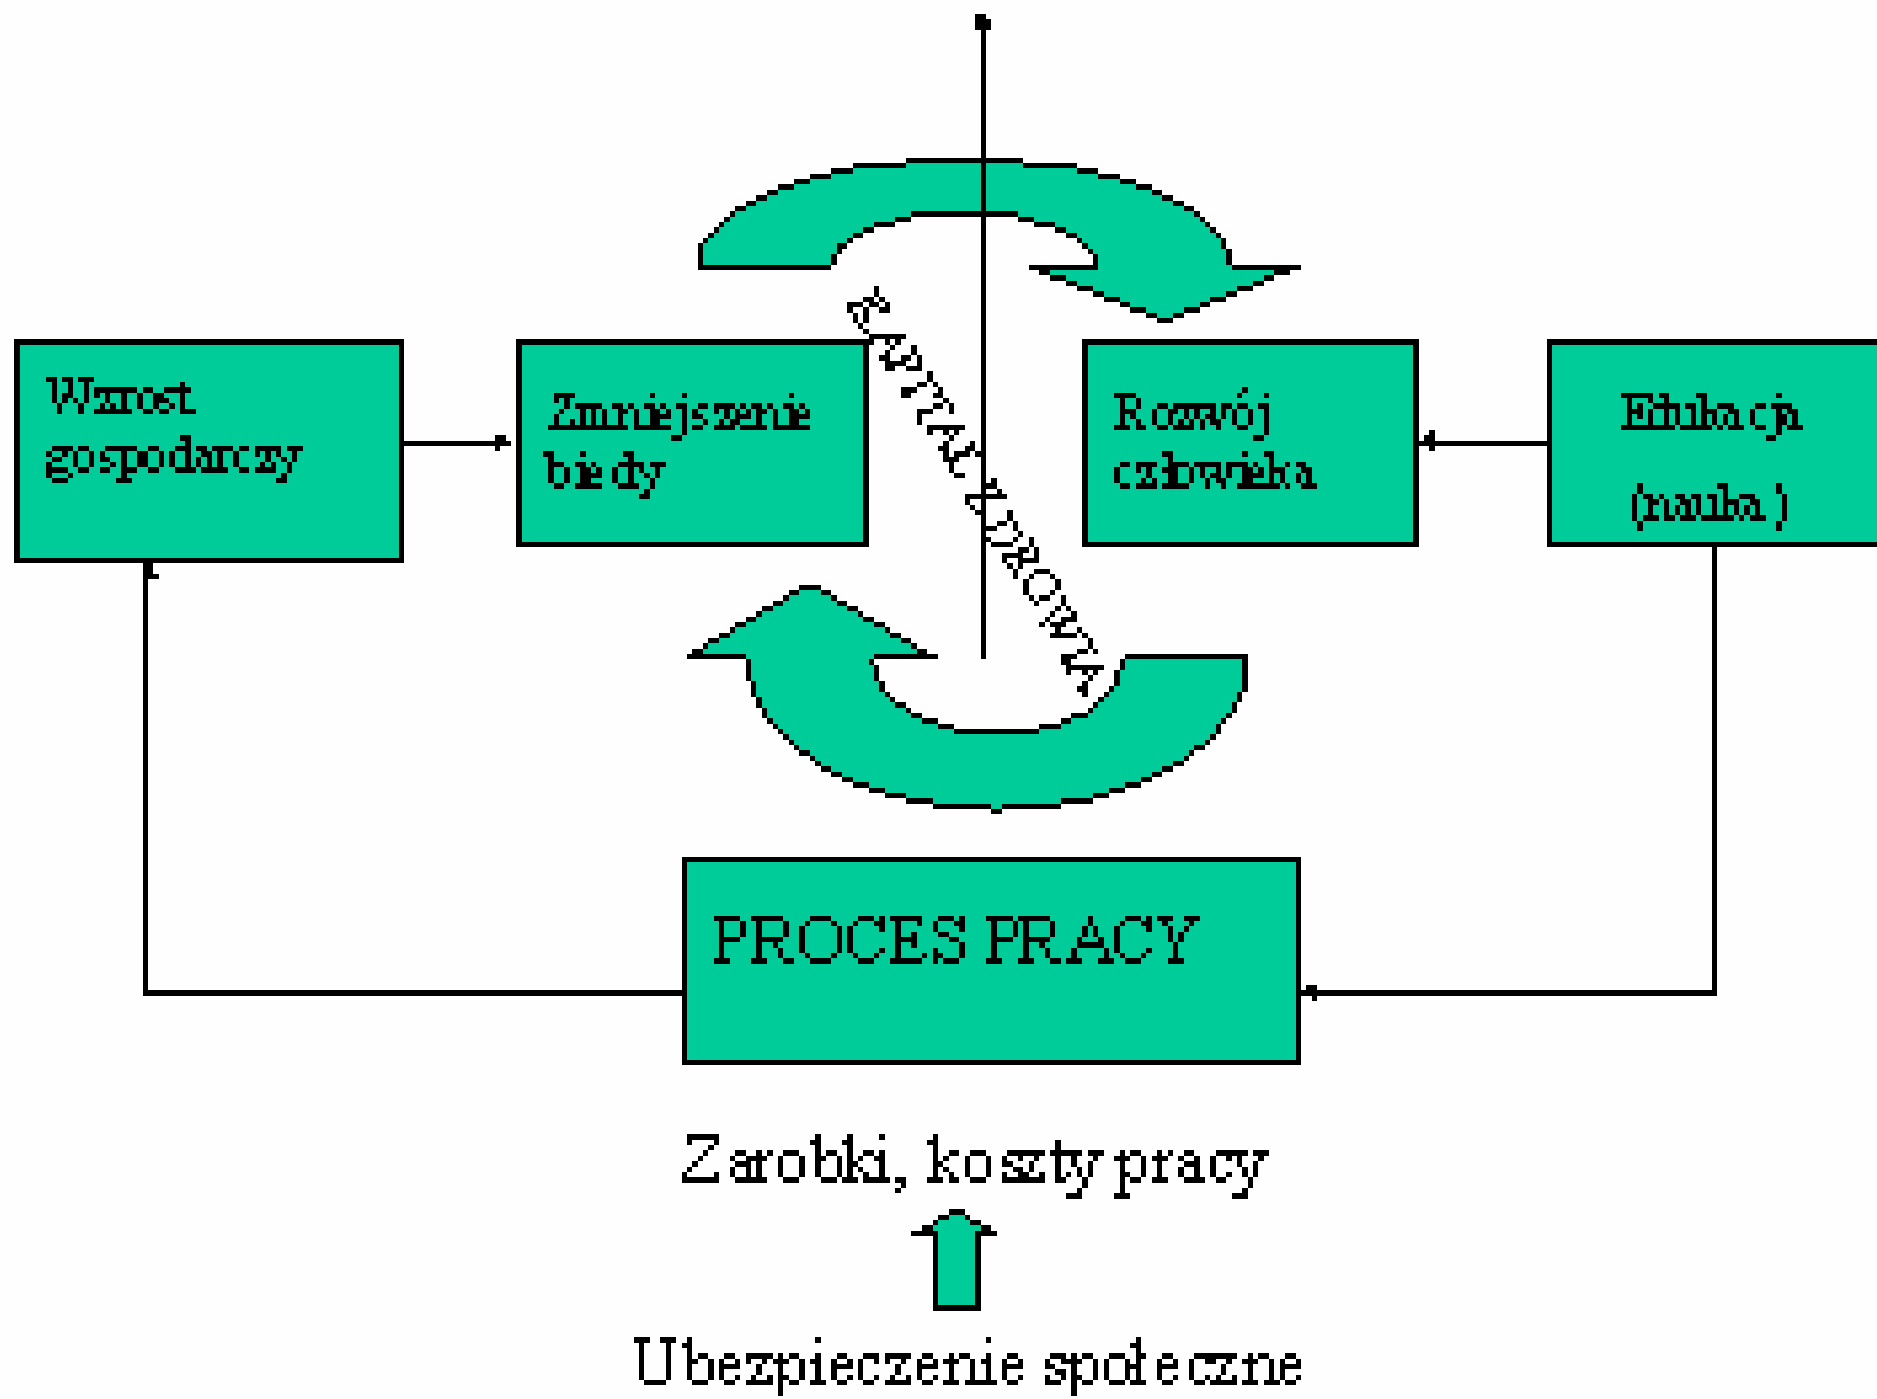 Wzrost
gospodarczy
Zmniejszenie
biedy
KAPITAŁ ZDROWIA
Rozwój
człowieka
Edukacja
(nauka )
PROCES PRACY
Zarobki, koszty pracy
Ubezpieczenie społeczne